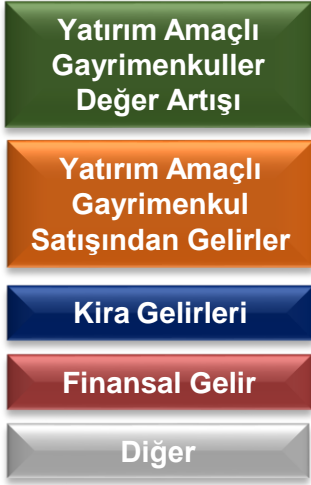 Yatırım Amaçlı
Gayrimenkuller
Değer Artışı
Yatırım Amaçlı
Gayrimenkul
Satışından Gelirler
Kira Gelirleri
Finansal Gelir
Diğer